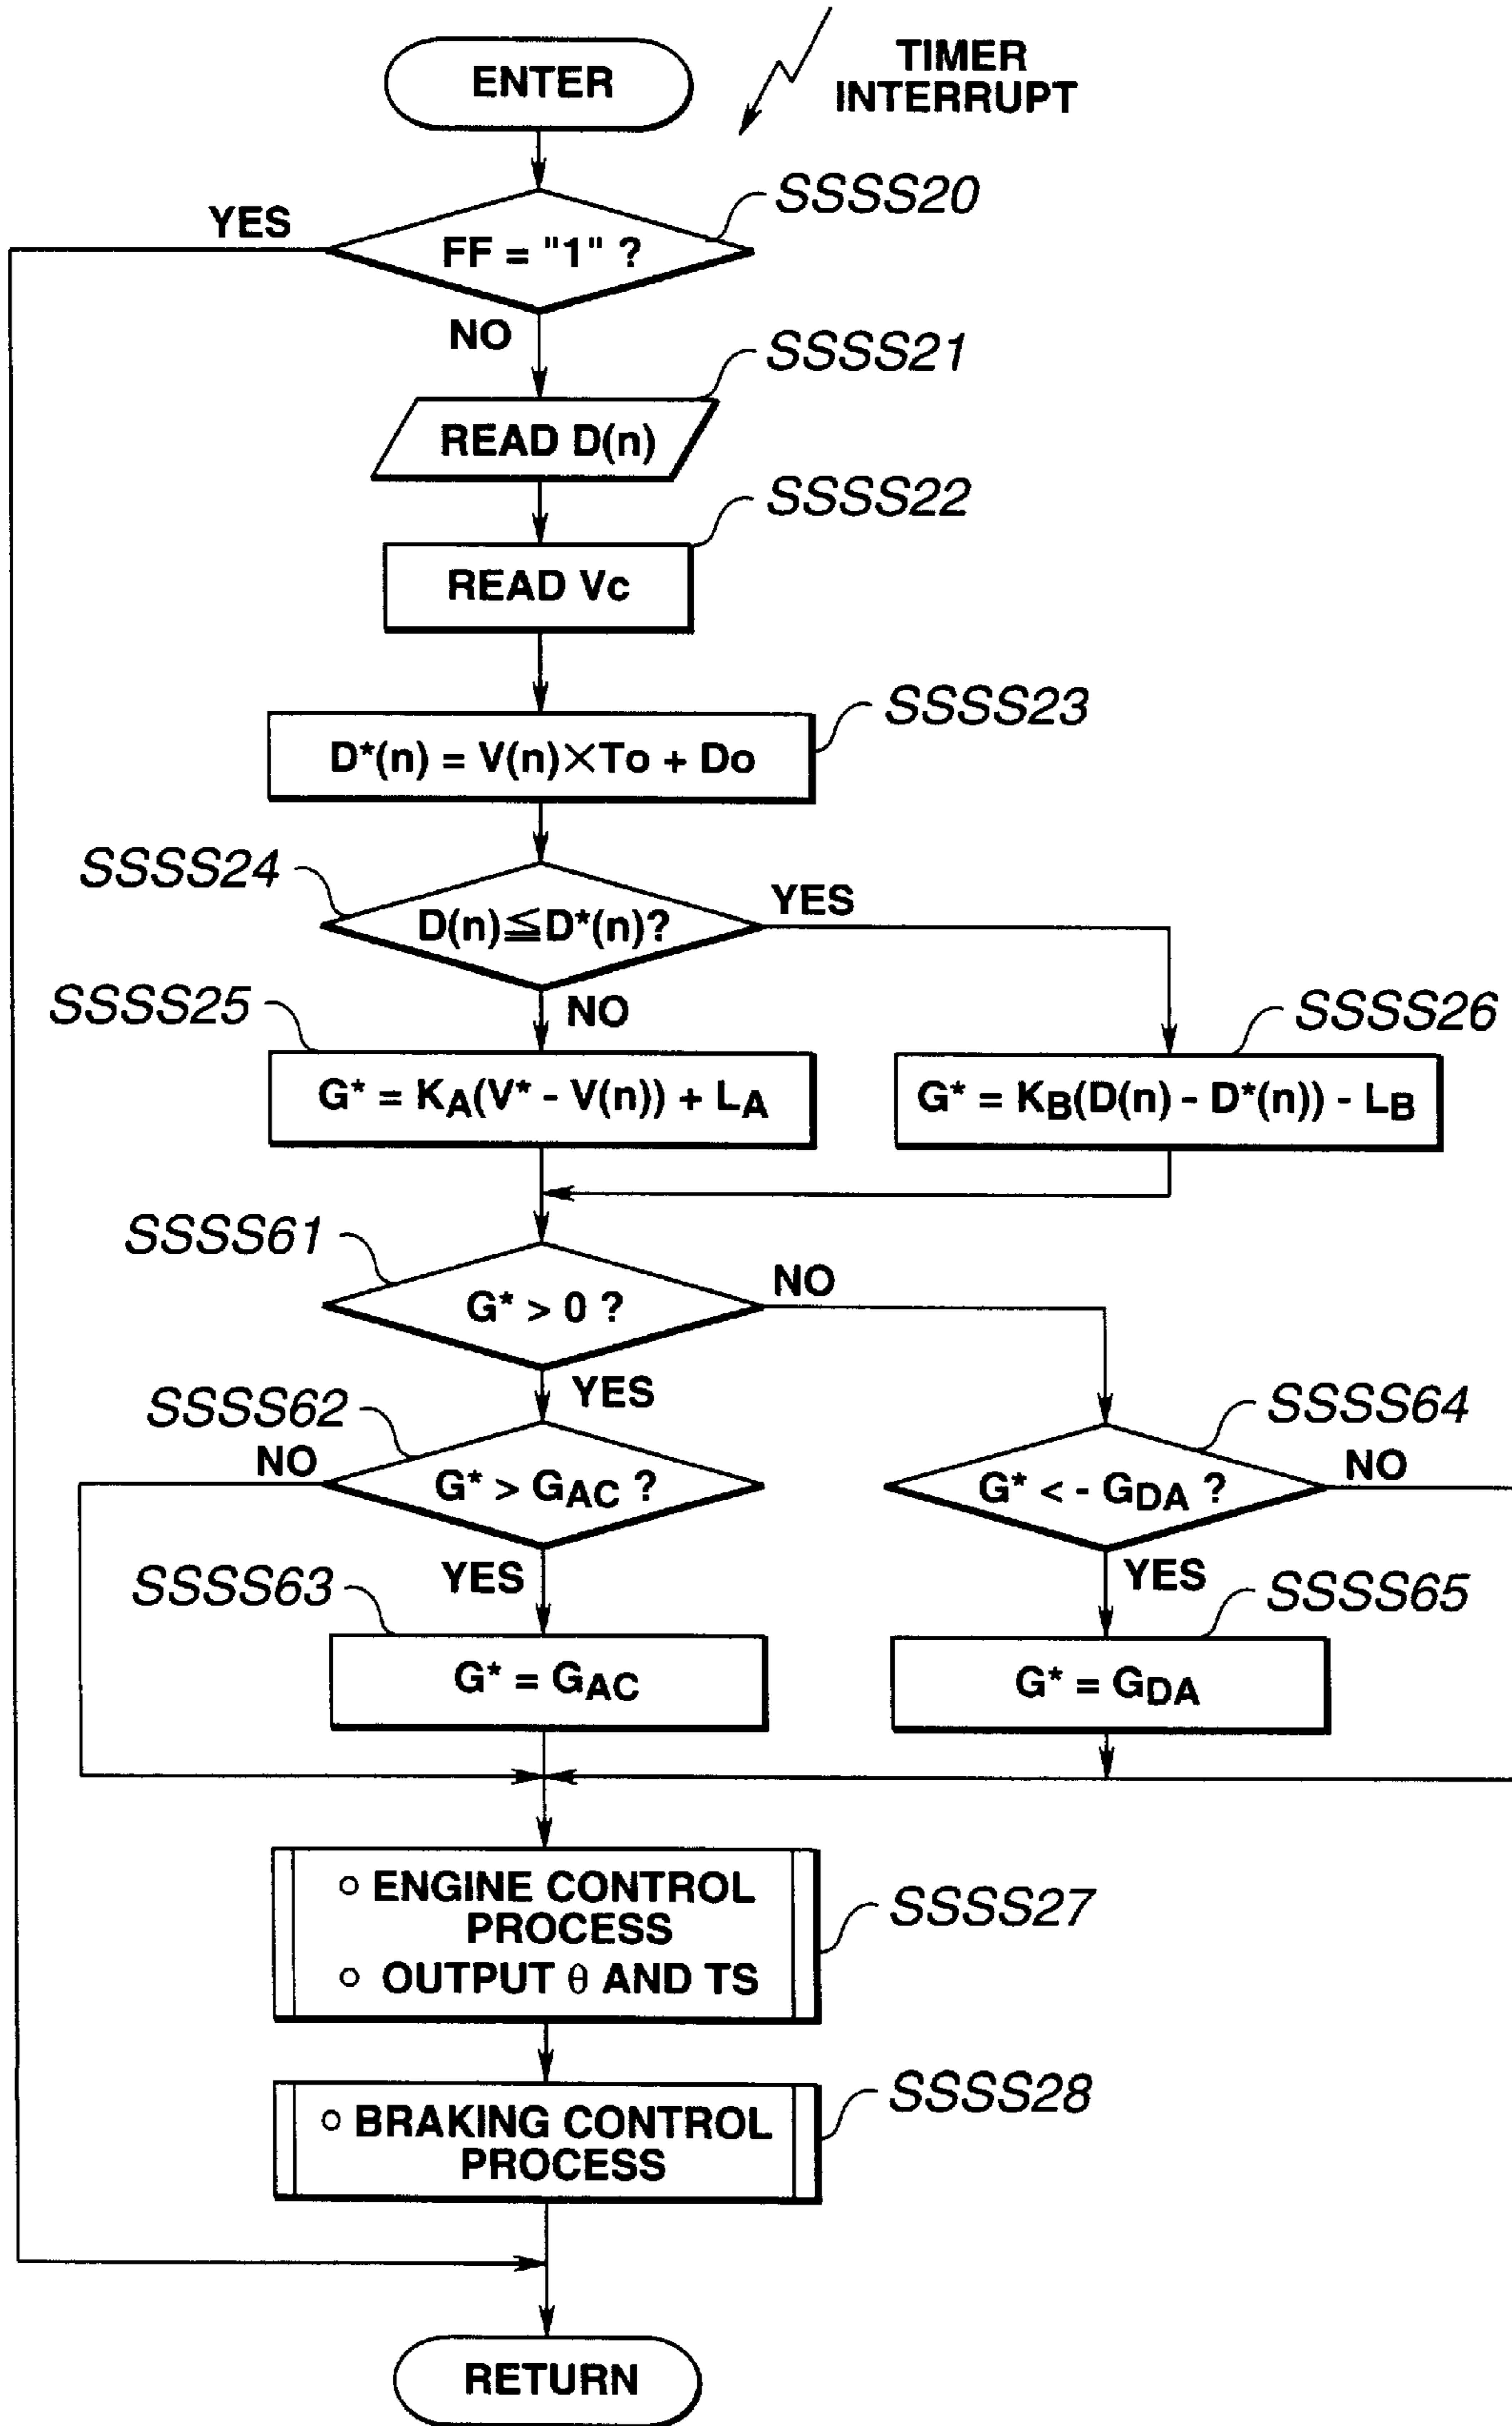 ENTER
TIMER
INTERRUPT
SSSS20
YES
FF = "1" ?
NO
SSSS21
READ D(n)
SSSS22
READ Vc
SSSS23
D*(n) = V(n)×To + Do
SSSS24
YES
D(n)≦D*(n)?
SSSS25
NO
SSSS26
G* = KA(V* - V(n)) + LA
G* = KB(D(n) - D*(n)) - LB
SSSS61
NO
G* > 0 ?
YES
SSSS62
SSSS64
NO
G* > GAC ?
G* < - GDA ?
NO
YES
YES
SSSS63
SSSS65
G* = GAC
G* = GDA
○ ENGINE CONTROL
PROCESS
○ OUTPUT θ AND TS
SSSS27
○ BRAKING CONTROL
PROCESS
SSSS28
RETURN